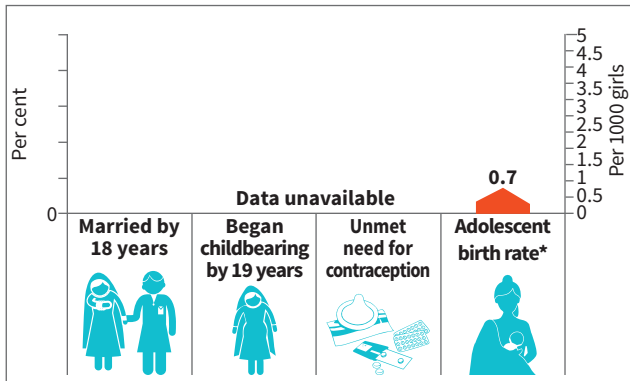 Per cent
0
5
4.5
4
3.5
3
2.5
2
1.5
1
0.5
0
Per 1000 girls
0.7
Data unavailable
Married by
18 years
Began
childbearing
by 19 years
Unmet
need for
contraception
Adolescent
birth rate*